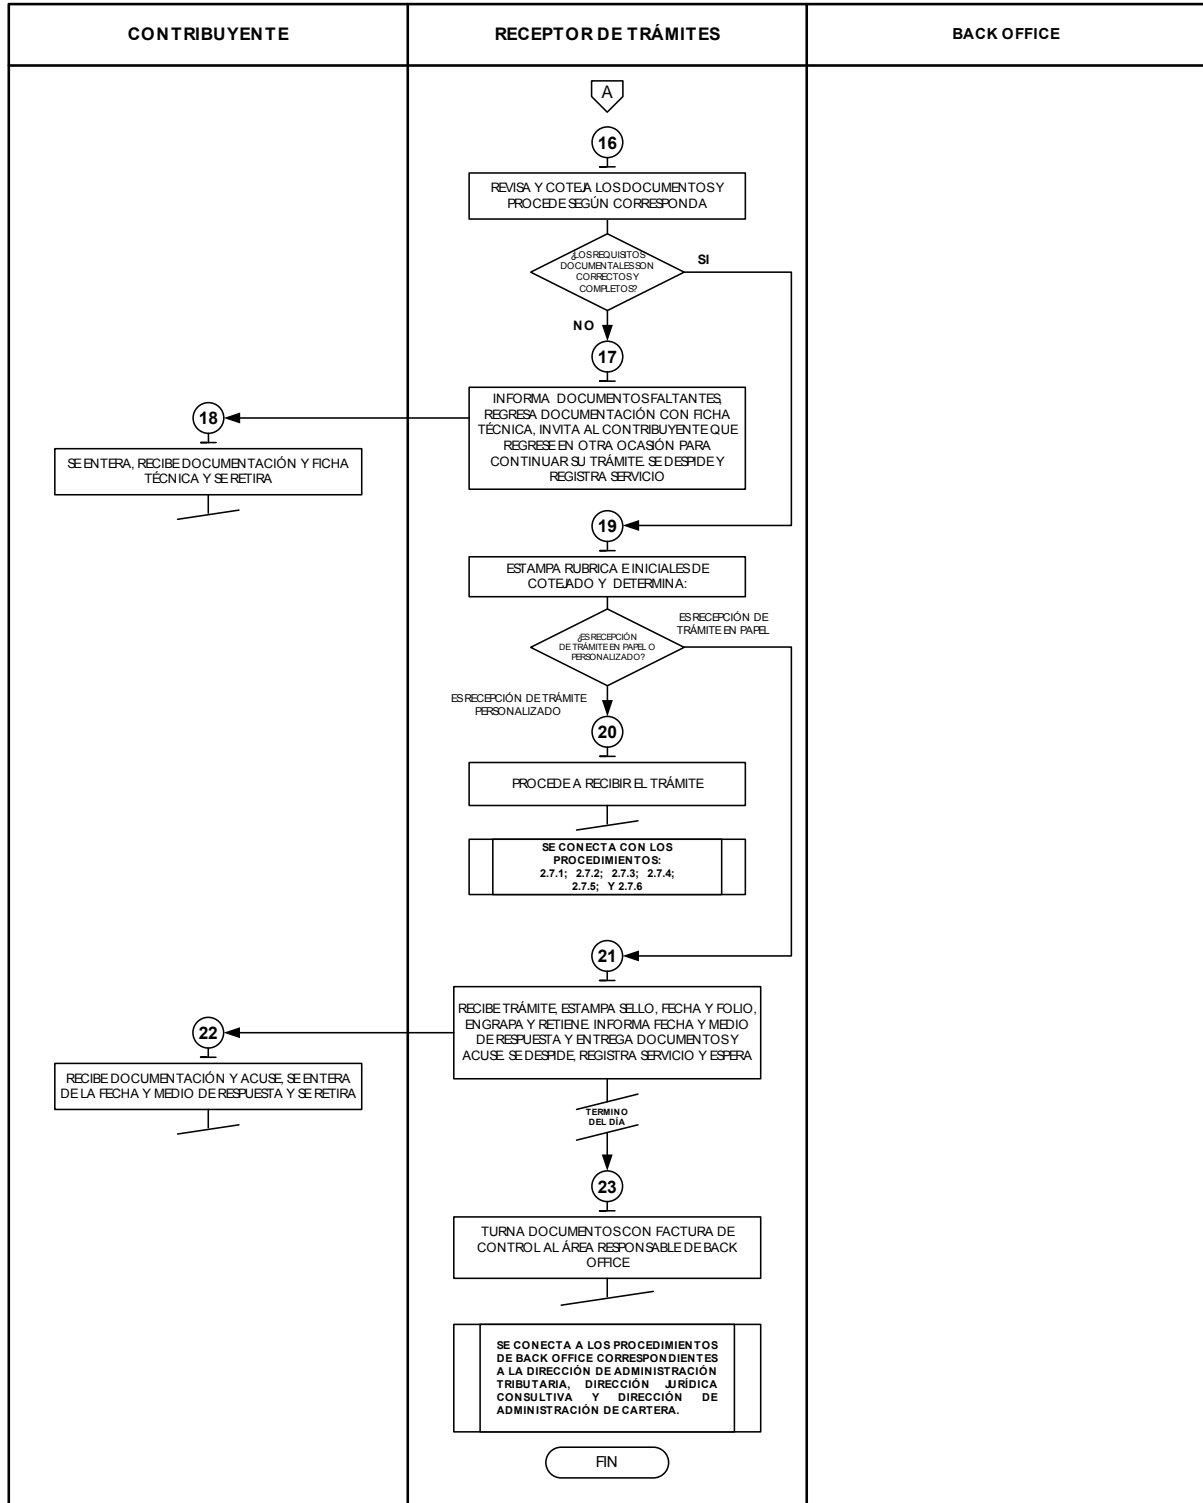 CONTRIBUYENTE
RECEPTOR DE TRÁMITES
BACK OFFICE
A
16
REVISA Y COTEJA LOS DOCUMENTOS Y
PROCEDE SEGÚN CORRESPONDA
¿LOS REQUISITOS
DOCUMENTALES SON
CORRECTOS Y
COMPLETOS?
SI
NO
17
INFORMA DOCUMENTOS FALTANTES,
REGRESA DOCUMENTACIÓN CON FICHA
TÉCNICA, INVITA AL CONTRIBUYENTE QUE
REGRESE EN OTRA OCASIÓN PARA
CONTINUAR SU TRÁMITE. SE DESPIDE Y
REGISTRA SERVICIO
18
SE ENTERA, RECIBE DOCUMENTACIÓN Y FICHA
TÉCNICA Y SE RETIRA
19
ESTAMPA RUBRICA E INICIALES DE
COTEJADO Y DETERMINA:
¿ES RECEPCIÓN
DE TRÁMITE EN PAPEL O
PERSONALIZADO?
ES RECEPCIÓN DE
TRÁMITE EN PAPEL
ES RECEPCIÓN DE TRÁMITE
PERSONALIZADO
20
PROCEDE A RECIBIR EL TRÁMITE
SE CONECTA CON LOS
PROCEDIMIENTOS:
2.7.1; 2.7.2; 2.7.3; 2.7.4;
2.7.5; Y 2.7.6
21
RECIBE TRÁMITE, ESTAMPA SELLO, FECHA Y FOLIO,
ENGRAPA Y RETIENE. INFORMA FECHA Y MEDIO
DE RESPUESTA Y ENTREGA DOCUMENTOS Y
ACUSE. SE DESPIDE, REGISTRA SERVICIO Y ESPERA
22
RECIBE DOCUMENTACIÓN Y ACUSE, SE ENTERA
DE LA FECHA Y MEDIO DE RESPUESTA Y SE RETIRA
TERMINO
DEL DÍA
23
TURNA DOCUMENTOS CON FACTURA DE
CONTROL AL ÁREA RESPONSABLE DE BACK
OFFICE
SE CONECTA A LOS PROCEDIMIENTOS
DE BACK OFFICE CORRESPONDIENTES
A LA DIRECCIÓN DE ADMINISTRACIÓN
TRIBUTARIA, DIRECCIÓN JURÍDICA
CONSULTIVA Y DIRECCIÓN DE
ADMINISTRACIÓN DE CARTERA.
FIN